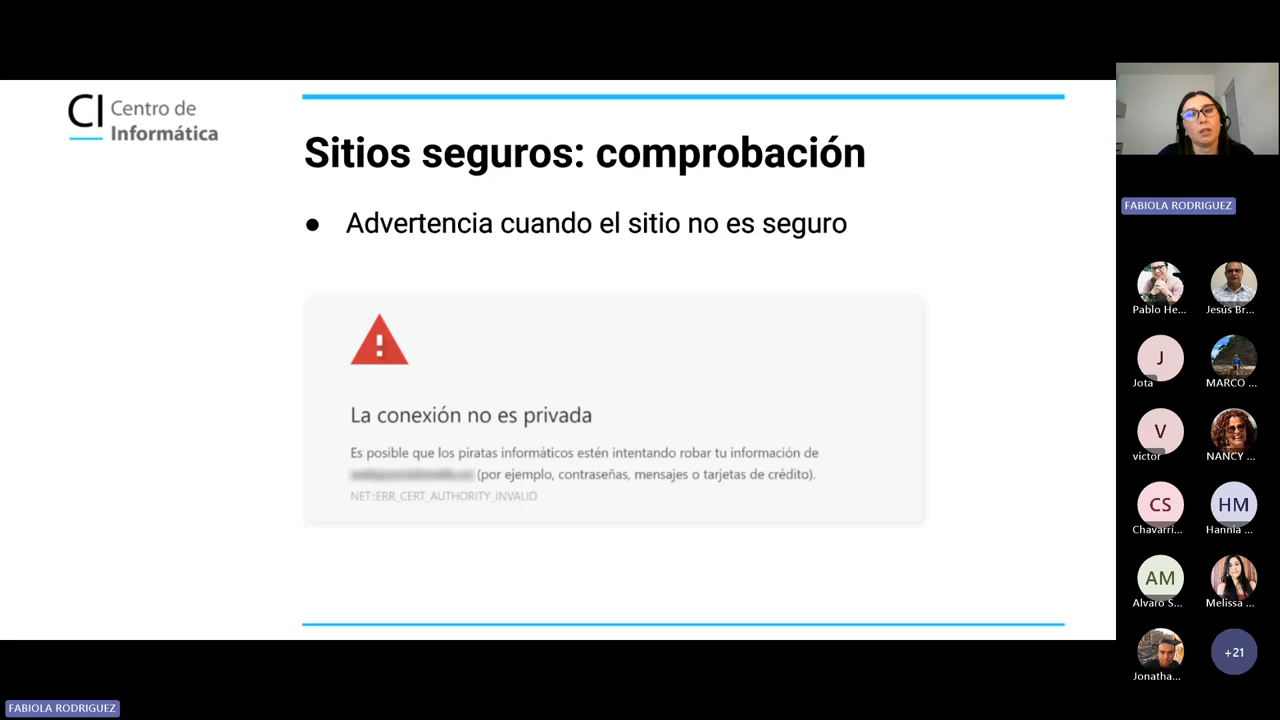 CI Centro de
Informática
Sitios seguros: comprobación
● Advertencia cuando el sitio no es seguro
La conexión no es privada
Es posible que los piratas informáticos estén intentando robar tu información de
(por ejemplo, contraseñas, mensajes o tarjetas de crédito).
NET::ERR_CERT_AUTHORITY_INVALID
FABIOLA RODRIGUEZ
Pablo He...
Jesús Br...
J
Jota
MARCO ...
V
victor
NANCY ...
CS
Chavarri...
HM
Hannia ...
AM
Alvaro S...
Melissa ...
Jonatha...
+21
FABIOLA RODRIGUEZ